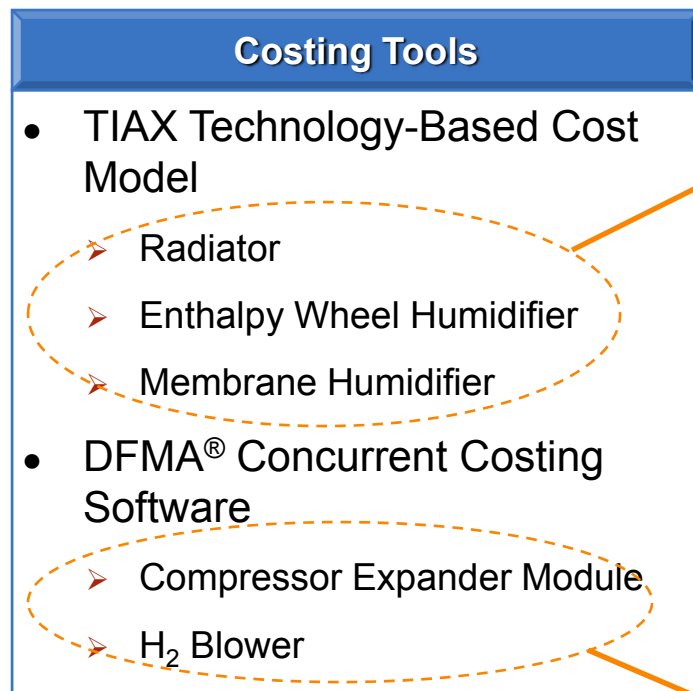 Costing Tools
● TIAX Technology-Based Cost
Model
➢ Radiator
➢ Enthalpy Wheel Humidifier
➢ Membrane Humidifier
● DFMA® Concurrent Costing
Software
➢ Compressor Expander Module
➢ H₂ Blower